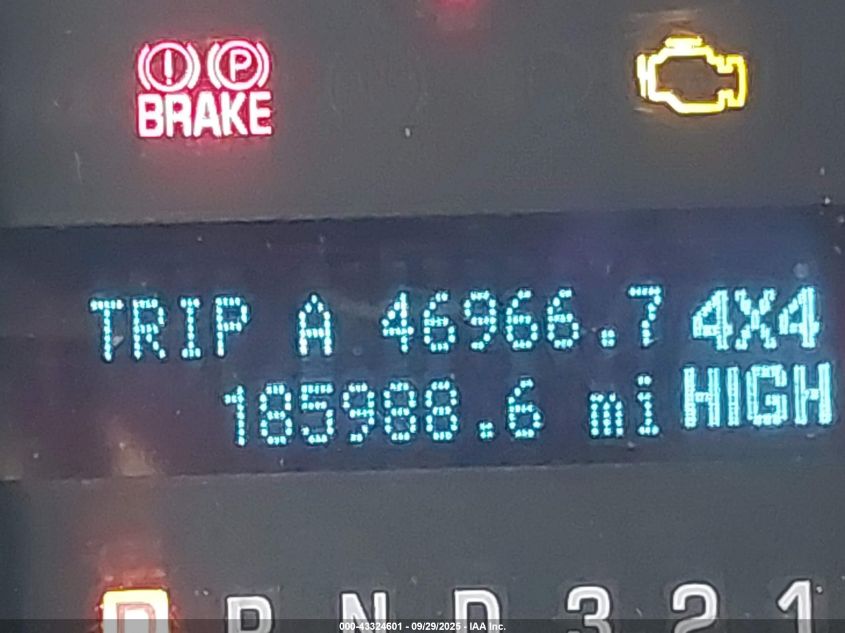 ! P
BRAKE
TRIP A 46966.7 4X4
185988.6 mi HIGH
P R N D 3 2 1
000-43324601 - 09/29/2025 - IAA Inc.